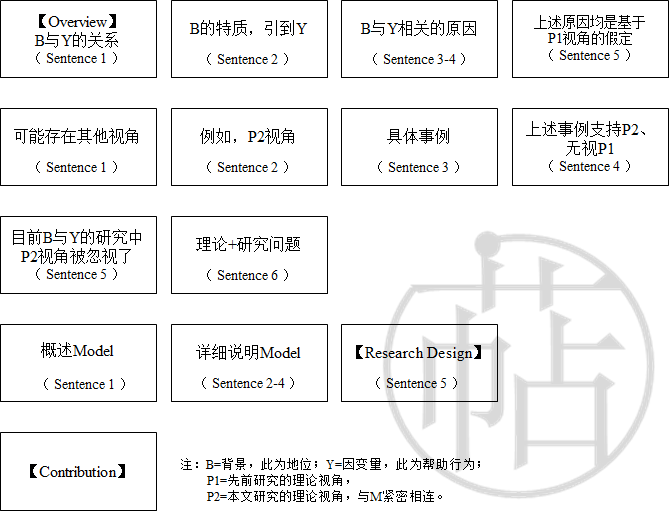 【Overview】
B与Y的关系
（ Sentence 1 ）
B的特质，引到Y
（ Sentence 2 ）
B与Y相关的原因
（ Sentence 3-4 ）
上述原因均是基于
P1视角的假定
（ Sentence 5 ）
可能存在其他视角
（ Sentence 1 ）
例如，P2视角
（ Sentence 2 ）
具体事例
（ Sentence 3 ）
上述事例支持P2、
无视P1
（ Sentence 4 ）
目前B与Y的研究中
P2视角被忽视了
（ Sentence 5 ）
理论+研究问题
（ Sentence 6 ）
概述Model
（ Sentence 1 ）
详细说明Model
（ Sentence 2-4 ）
【Research Design】
（ Sentence 5 ）
【Contribution】
注：B=背景，此为地位；Y=因变量，此为帮助行为；
P1=先前研究的理论视角，
P2=本文研究的理论视角，与M紧密相连。
帖